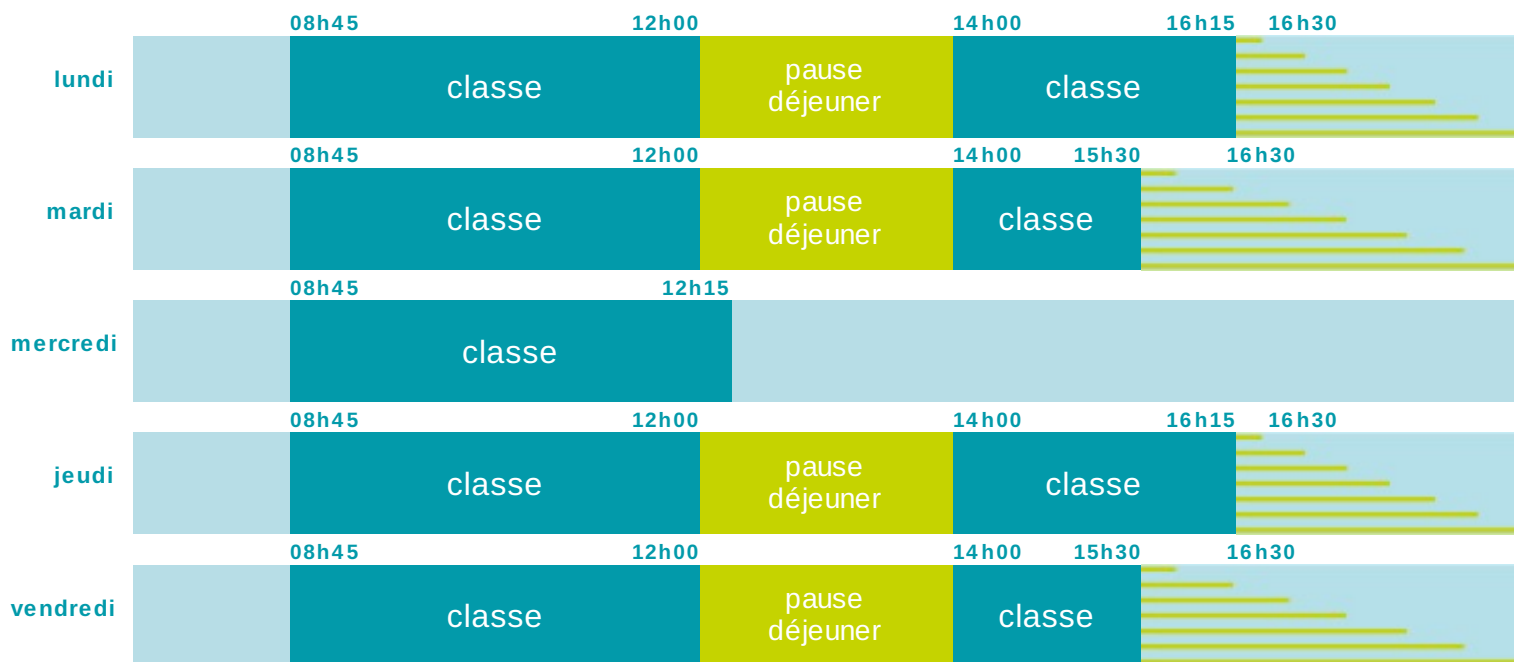 08h45 12h00 14h00 16h15 16h30
lundi classe pause déjeuner classe
08h45 12h00 14h00 15h30 16h30
mardi classe pause déjeuner classe
08h45 12h15
mercredi classe
08h45 12h00 14h00 16h15 16h30
jeudi classe pause déjeuner classe
08h45 12h00 14h00 15h30 16h30
vendredi classe pause déjeuner classe